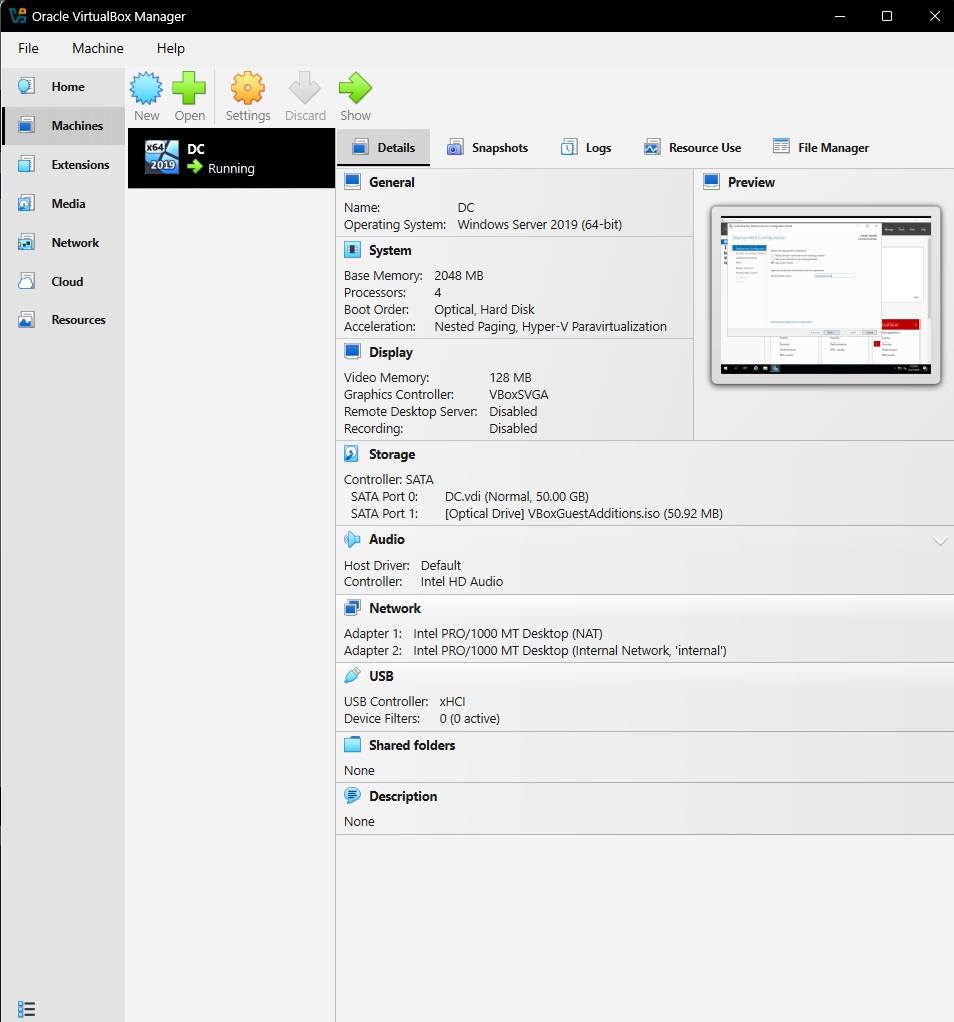 Oracle VirtualBox Manager
File Machine Help
Home
Machines
Extensions
Media
Network
Cloud
Resources
New Open Settings Discard Show
x64
2019
DC
Running
Details Snapshots Logs Resource Use File Manager
General
Name: DC
Operating System: Windows Server 2019 (64-bit)
Preview
Deployment Configuration
System
Base Memory: 2048 MB
Processors: 4
Boot Order: Optical, Hard Disk
Acceleration: Nested Paging, Hyper-V Paravirtualization
Display
Video Memory: 128 MB
Graphics Controller: VBoxSVGA
Remote Desktop Server: Disabled
Recording: Disabled
Storage
Controller: SATA
SATA Port 0: DC.vdi (Normal, 50.00 GB)
SATA Port 1: [Optical Drive] VBoxGuestAdditions.iso (50.92 MB)
Audio
Host Driver: Default
Controller: Intel HD Audio
Network
Adapter 1: Intel PRO/1000 MT Desktop (NAT)
Adapter 2: Intel PRO/1000 MT Desktop (Internal Network, 'internal')
USB
USB Controller: xHCI
Device Filters: 0 (0 active)
Shared folders
None
Description
None